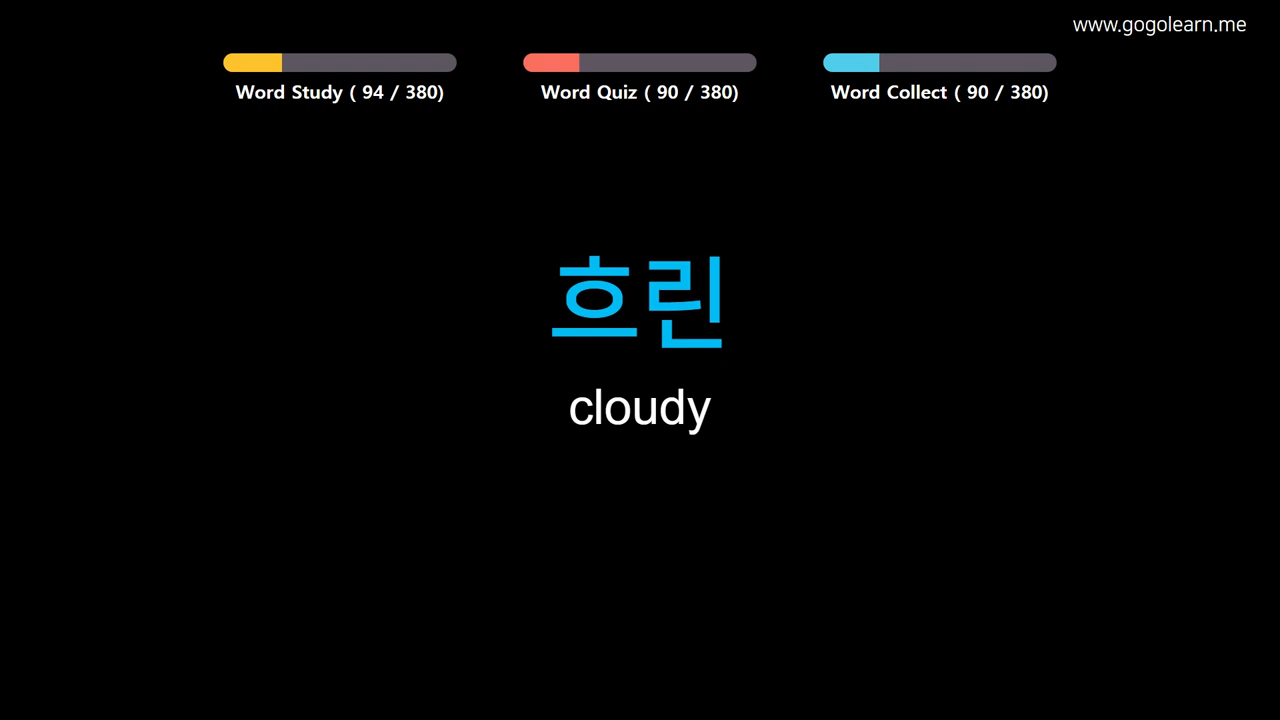 www.gogolearn.me
Word Study ( 94 / 380)
Word Quiz ( 90 / 380)
Word Collect ( 90 / 380)
흐린
cloudy